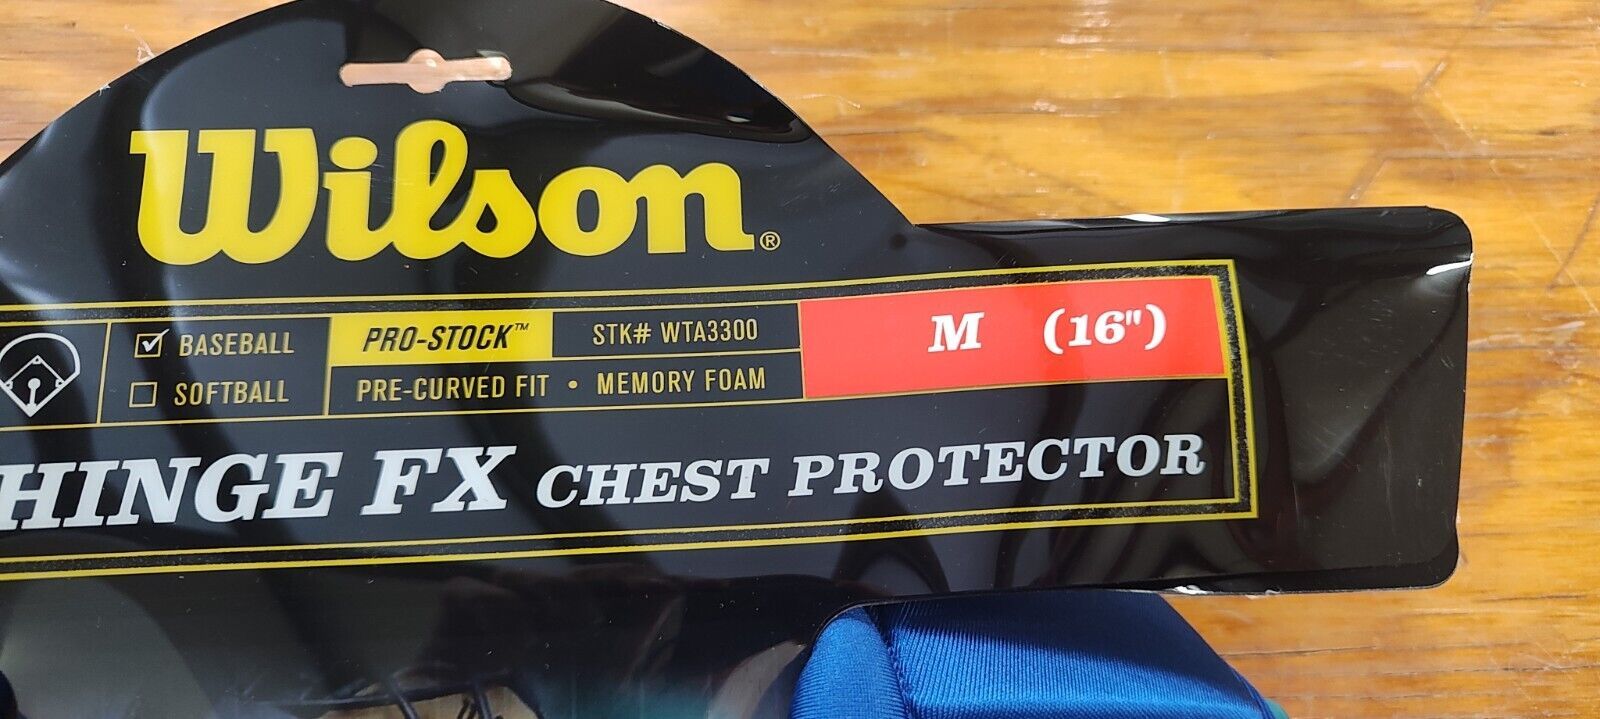 Wilson®
BASEBALL
SOFTBALL
PRO-STOCK™
STK# WTA3300
PRE-CURVED FIT • MEMORY FOAM
M (16")
HINGE FX CHEST PROTECTOR